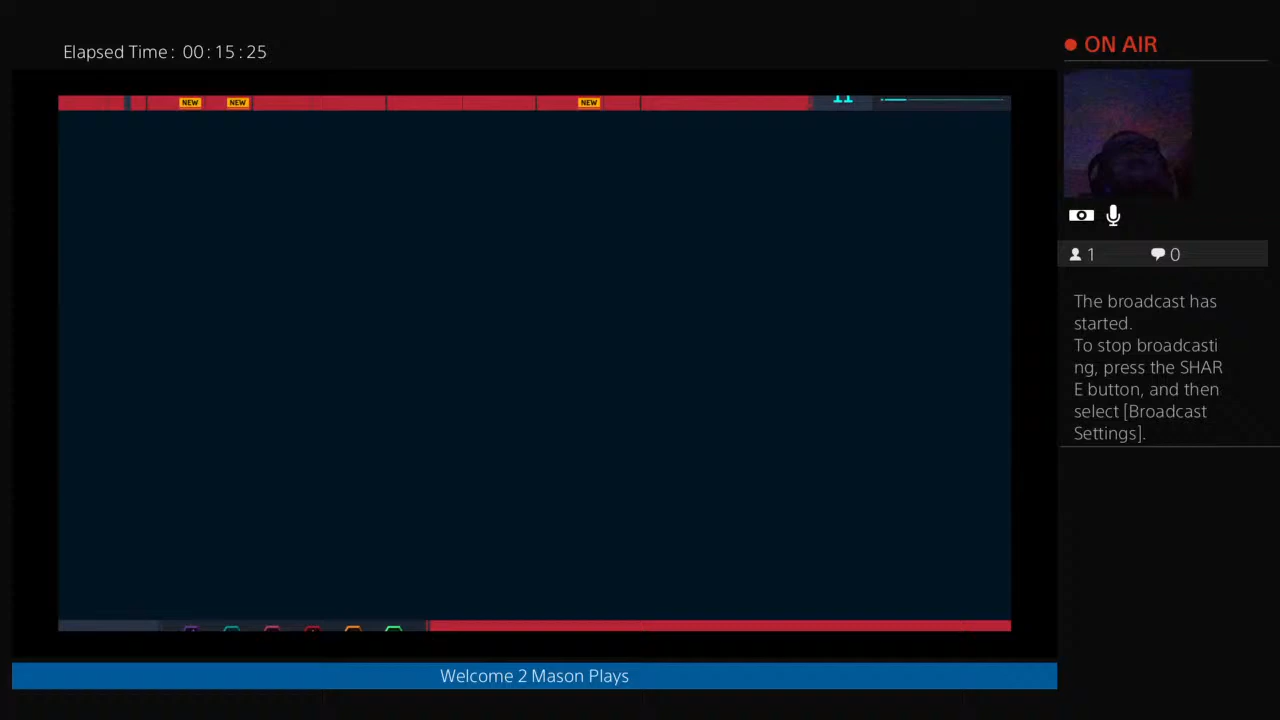 Elapsed Time: 00:15:25
ON AIR
NEW
NEW
NEW
11
1
0
The broadcast has
started.
To stop broadcasti
ng, press the SHAR
E button, and then
select [Broadcast
Settings].
Welcome 2 Mason Plays